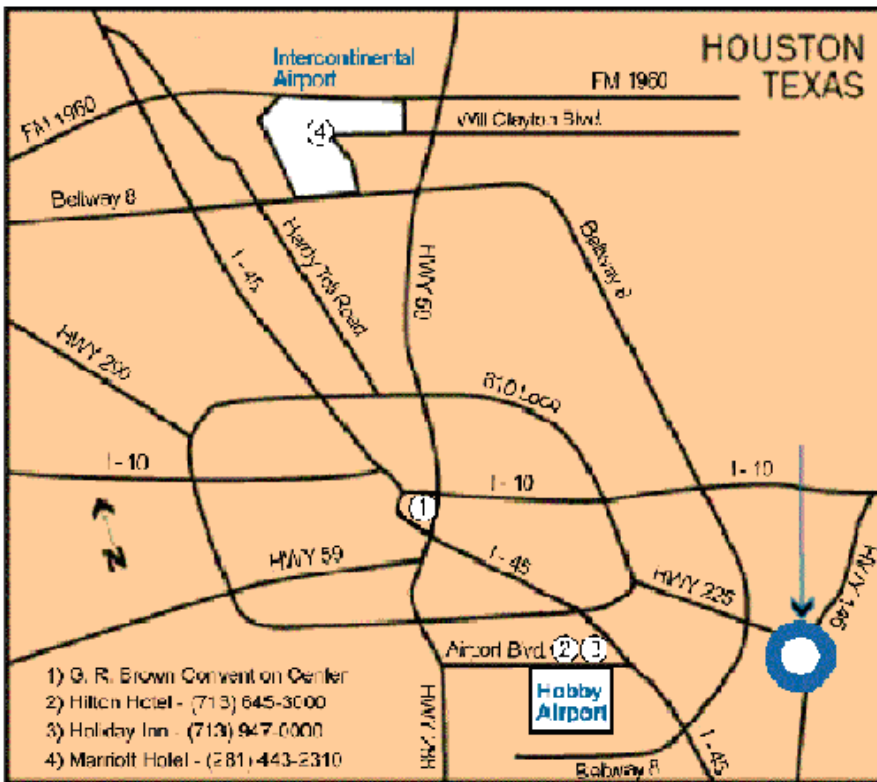 HOUSTON
TEXAS
Intercontinental
Airport
FM 1960
FM 1960
Will Clayton Blvd.
4
Beltway 8
Beltway 8
Hardy Toll Road
I - 45
HWY 59
HWY 290
610 Loop
I - 10
I - 10
I - 10
1
N
HWY 59
I - 45
HWY 225
HWY 146
Airport Blvd.
2
3
Hobby
Airport
HWY 288
I - 45
Beltway 8
1) G. R. Brown Convention Center
2) Hilton Hotel - (713) 645-3000
3) Holiday Inn - (713) 947-0000
4) Marriott Hotel - (281) 443-2310